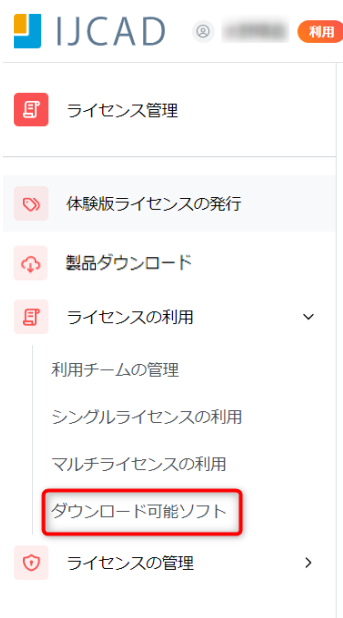 IJCAD 利用
ライセンス管理
体験版ライセンスの発行
製品ダウンロード
ライセンスの利用
利用チームの管理
シングルライセンスの利用
マルチライセンスの利用
ダウンロード可能ソフト
ライセンスの管理